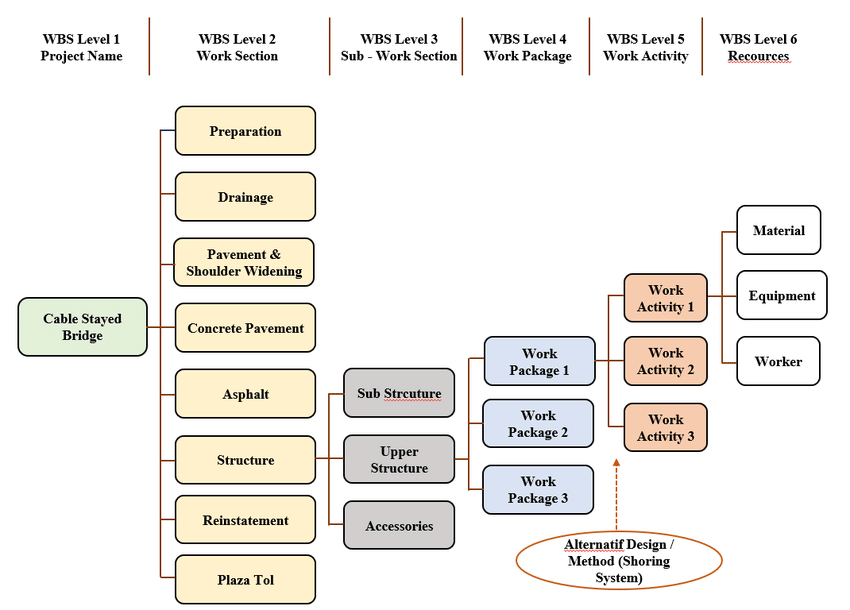 WBS Level 1
Project Name
WBS Level 2
Work Section
WBS Level 3
Sub - Work Section
WBS Level 4
Work Package
WBS Level 5
Work Activity
WBS Level 6
Recources
Cable Stayed
Bridge
Preparation
Drainage
Pavement &
Shoulder Widening
Concrete Pavement
Asphalt
Structure
Reinstatement
Plaza Tol
Sub Strcuture
Upper
Structure
Accessories
Work
Package 1
Work
Package 2
Work
Package 3
Work
Activity 1
Work
Activity 2
Work
Activity 3
Material
Equipment
Worker
Alternatif Design /
Method (Shoring
System)